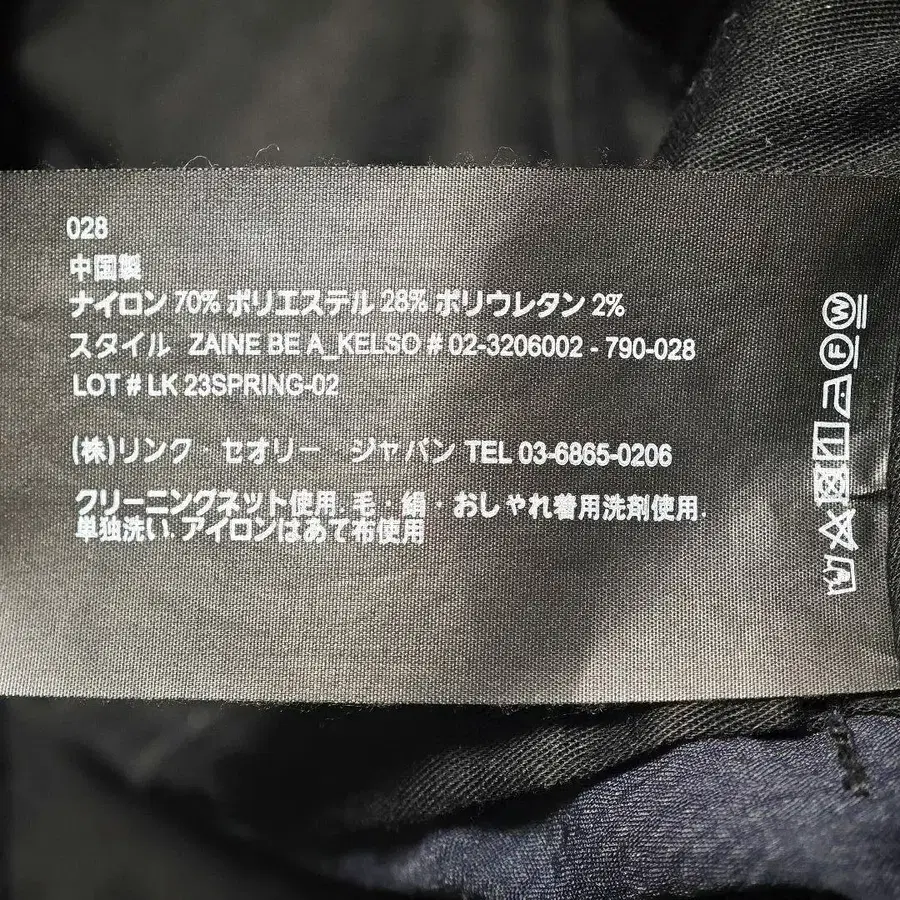 028
中国製
ナイロン 70% ポリエステル 28% ポリウレタン 2%
スタイル ZAINE BE A_KELSO # 02-3206002 - 790-028
LOT # LK 23SPRING-02
(株)リンク・セオリー ジャパン TEL 03-6865-0206
クリーニングネット使用.毛・絹・おしゃれ着用洗剤使用.
単独洗い.アイロンはあて布使用
W
F